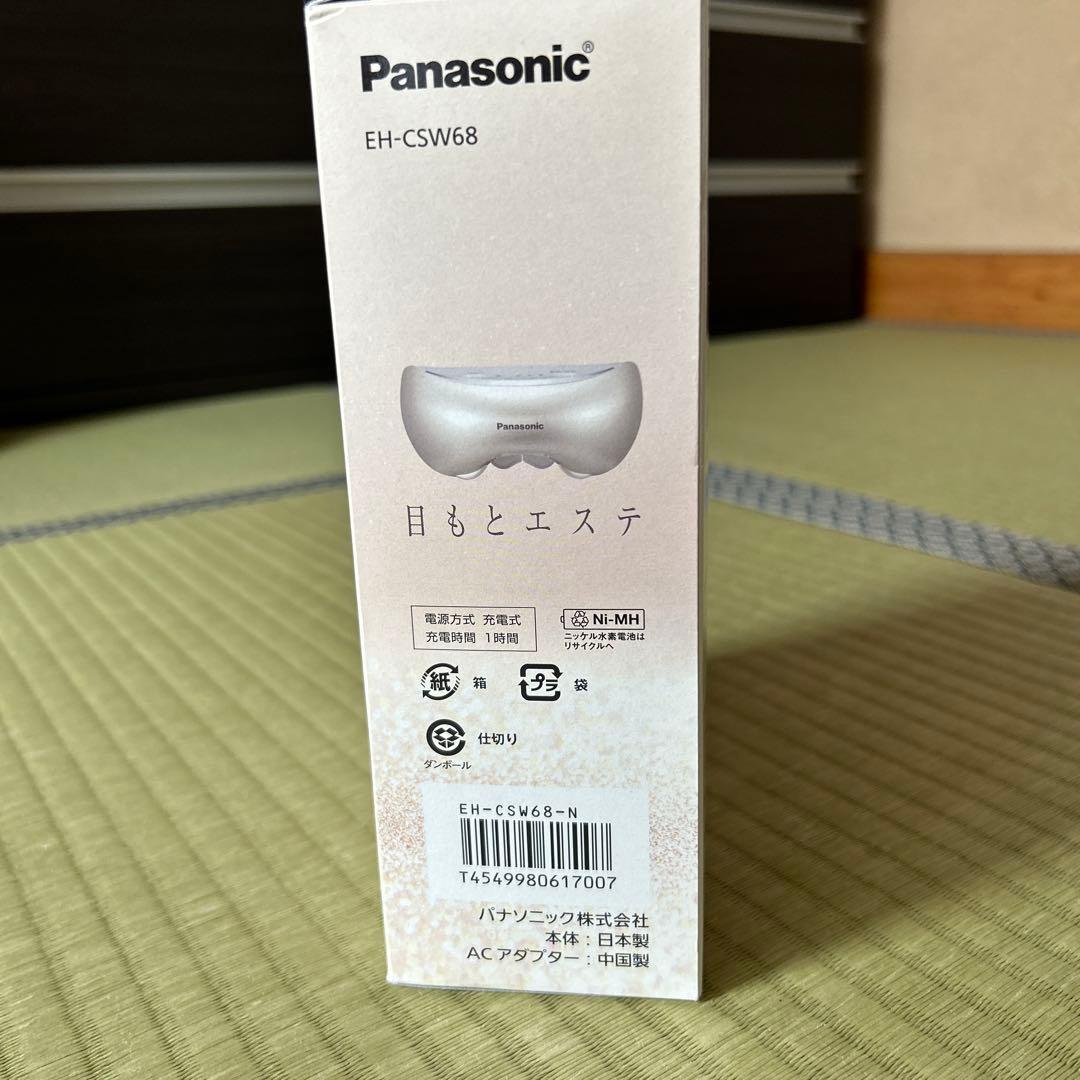 Panasonic®
EH-CSW68
Panasonic
目もとエステ
電源方式 充電式
充電時間 1時間
Ni-MH
ニッケル水素電池は
リサイクルへ
紙 箱
プラ 袋
仕切り
ダンボール
EH-CSW68-N
T4549980617007
パナソニック株式会社
本体：日本製
ACアダプター：中国製